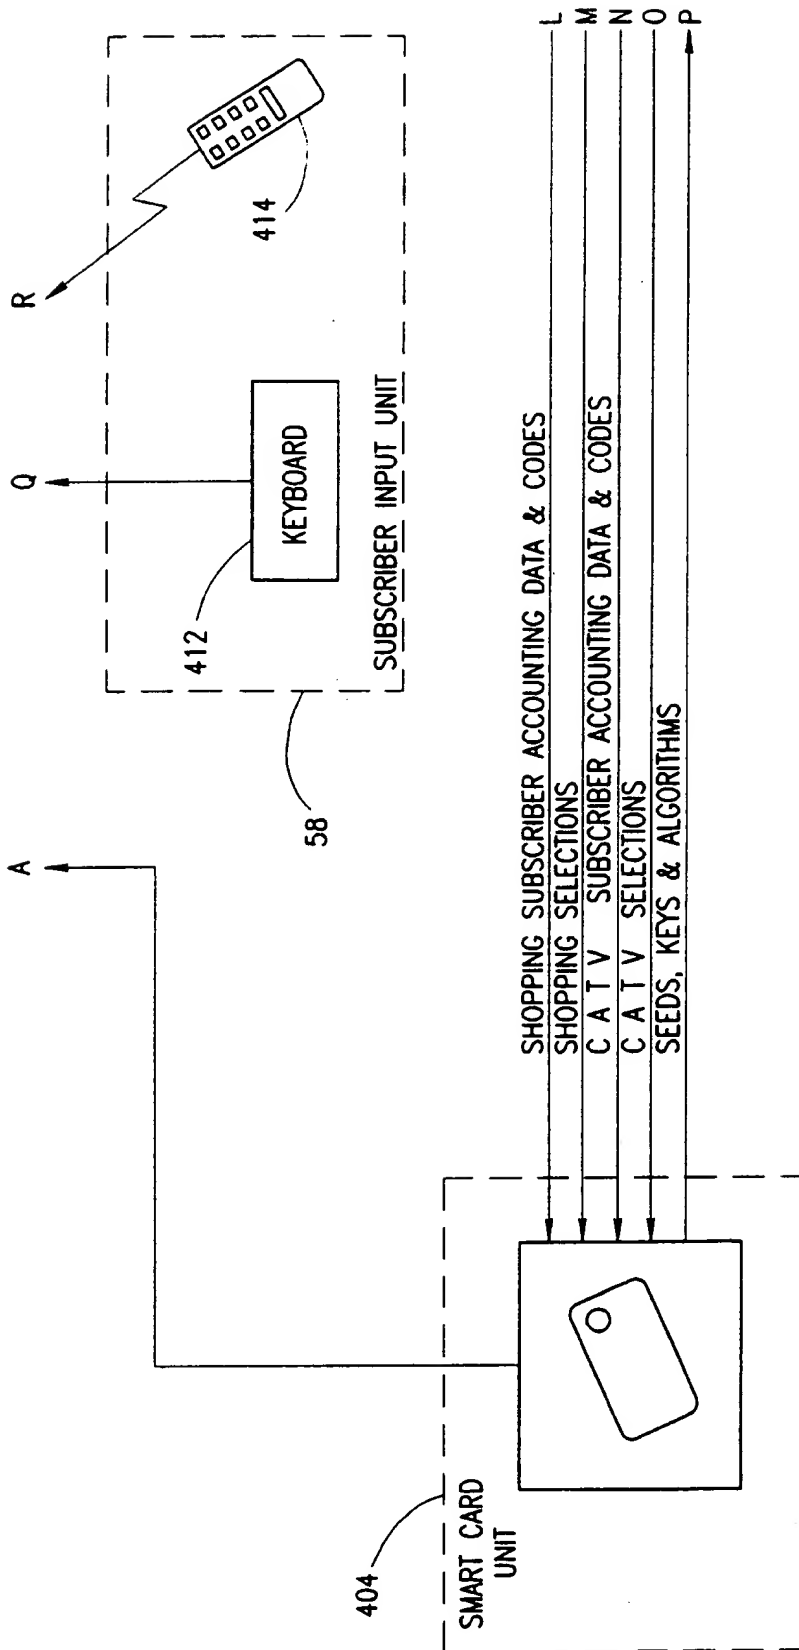 A
Q
R
58
412
KEYBOARD
414
SUBSCRIBER INPUT UNIT
404
SMART CARD
UNIT
SHOPPING SUBSCRIBER ACCOUNTING DATA & CODES
L
SHOPPING SELECTIONS
M
C A T V SUBSCRIBER ACCOUNTING DATA & CODES
N
C A T V SELECTIONS
O
SEEDS, KEYS & ALGORITHMS
P